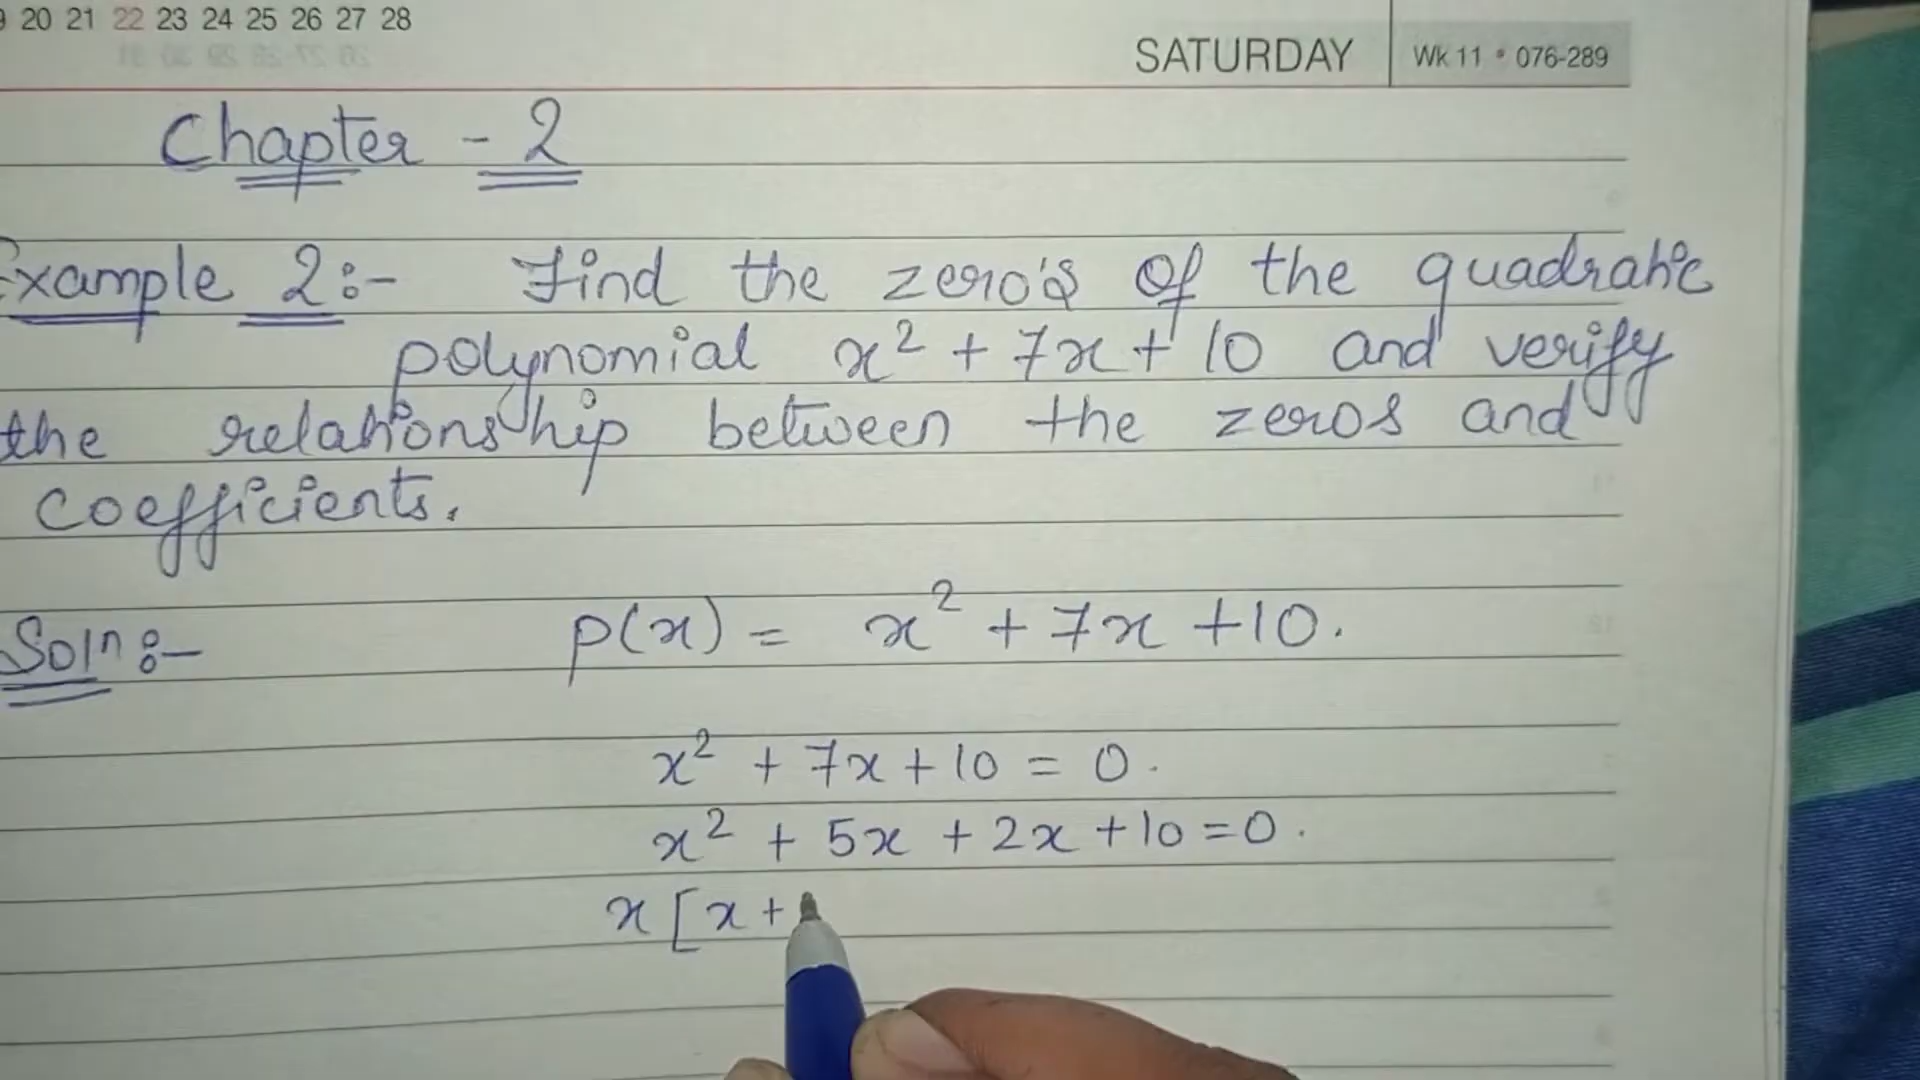 20 21 22 23 24 25 26 27 28
SATURDAY Wk 11 • 076-289
Chapter - 2
Example 2:- Find the zero's of the quadratic
polynomial x² + 7x + 10 and verify
the relationship between the zeros and
coefficients.
Soln:- p(x) = x² + 7x + 10.
x² + 7x + 10 = 0.
x² + 5x + 2x + 10 = 0.
x [ x +